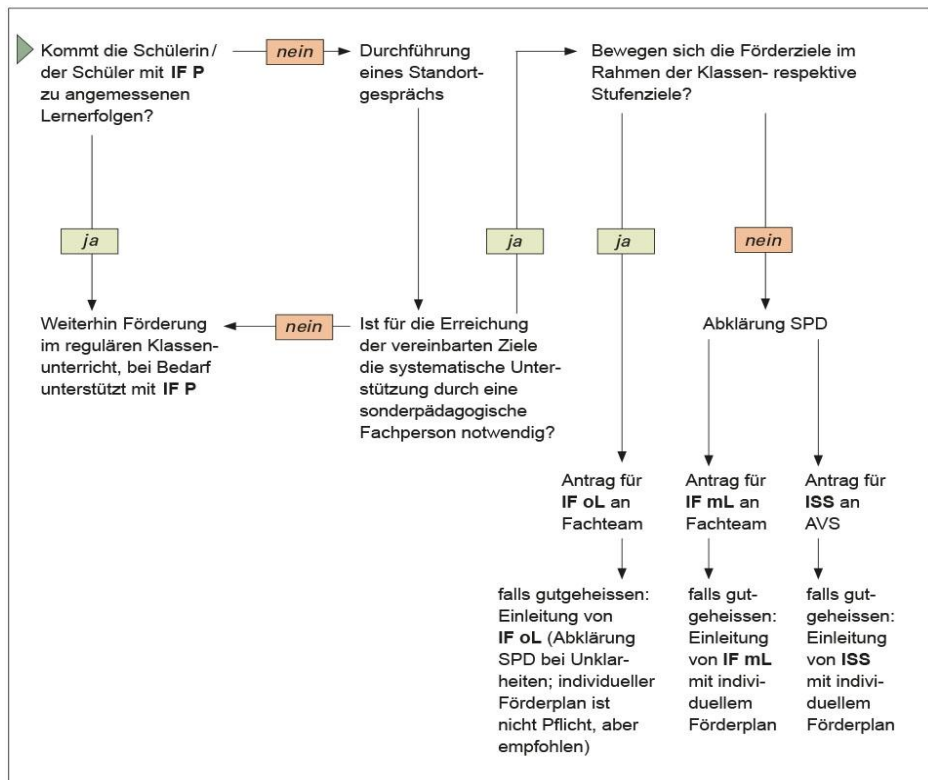 Kommt die Schülerin/
der Schüler mit IF P
zu angemessenen
Lernerfolgen?
nein
Durchführung
eines Standort-
gesprächs
Bewegen sich die Förderziele im
Rahmen der Klassen- respektive
Stufenziele?
ja
ja
ja
nein
Weiterhin Förderung
im regulären Klassen-
unterricht, bei Bedarf
unterstützt mit IF P
nein
Ist für die Erreichung
der vereinbarten Ziele
die systematische Unter-
stützung durch eine
sonderpädagogische
Fachperson notwendig?
Abklärung SPD
Antrag für
IF oL an
Fachteam
Antrag für
IF mL an
Fachteam
Antrag für
ISS an
AVS
falls gutgeheissen:
Einleitung von
IF oL (Abklärung
SPD bei Unklar-
heiten; individueller
Förderplan ist
nicht Pflicht, aber
empfohlen)
falls gut-
geheissen:
Einleitung
von IF mL
mit indivi-
duellem
Förderplan
falls gut-
geheissen:
Einleitung
von ISS
mit indivi-
duellem
Förderplan